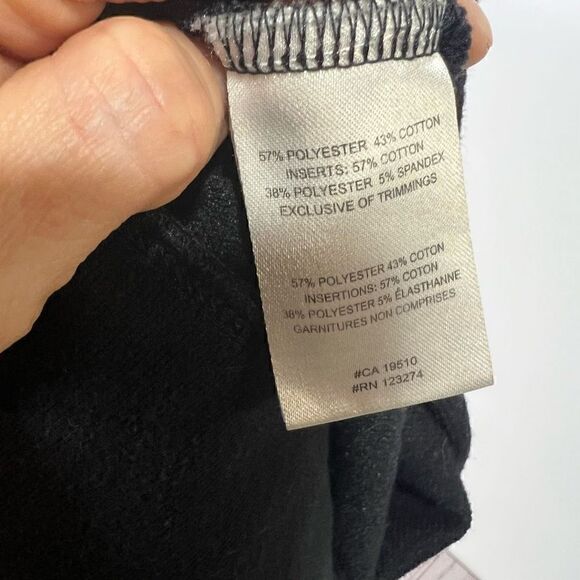 57% POLYESTER 43% COTTON
INSERTS: 57% COTTON
38% POLYESTER 5% SPANDEX
EXCLUSIVE OF TRIMMINGS
57% POLYESTER 43% COTON
INSERTIONS: 57% COTON
38% POLYESTER 5% ÉLASTHANNE
GARNITURES NON COMPRISES
#CA 19510
#RN 123274